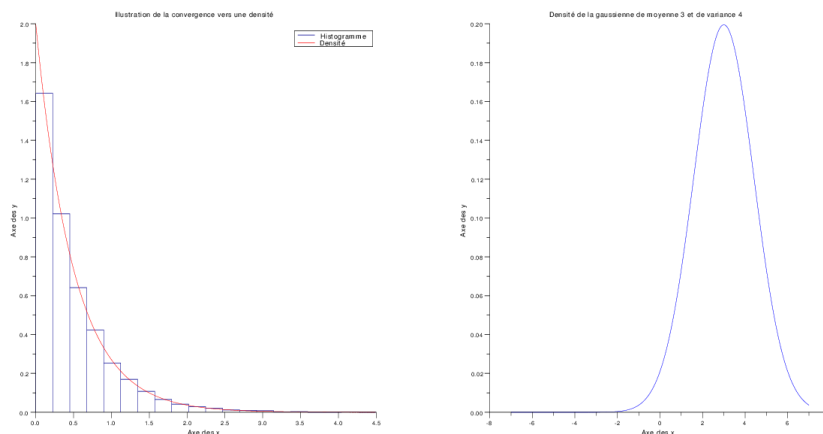 Illustration de la convergence vers une densité
Histogramme
Densité
2.0
1.8
1.6
1.4
1.2
1.0
0.8
0.6
0.4
0.2
0.0
Axe des y
0.0 0.5 1.0 1.5 2.0 2.5 3.0 3.5 4.0 4.5
Axe des x
Densité de la gaussienne de moyenne 3 et de variance 4
0.20
0.18
0.16
0.14
0.12
0.10
0.08
0.06
0.04
0.02
0.00
Axe des y
-8 -6 -4 -2 0 2 4 6
Axe des x